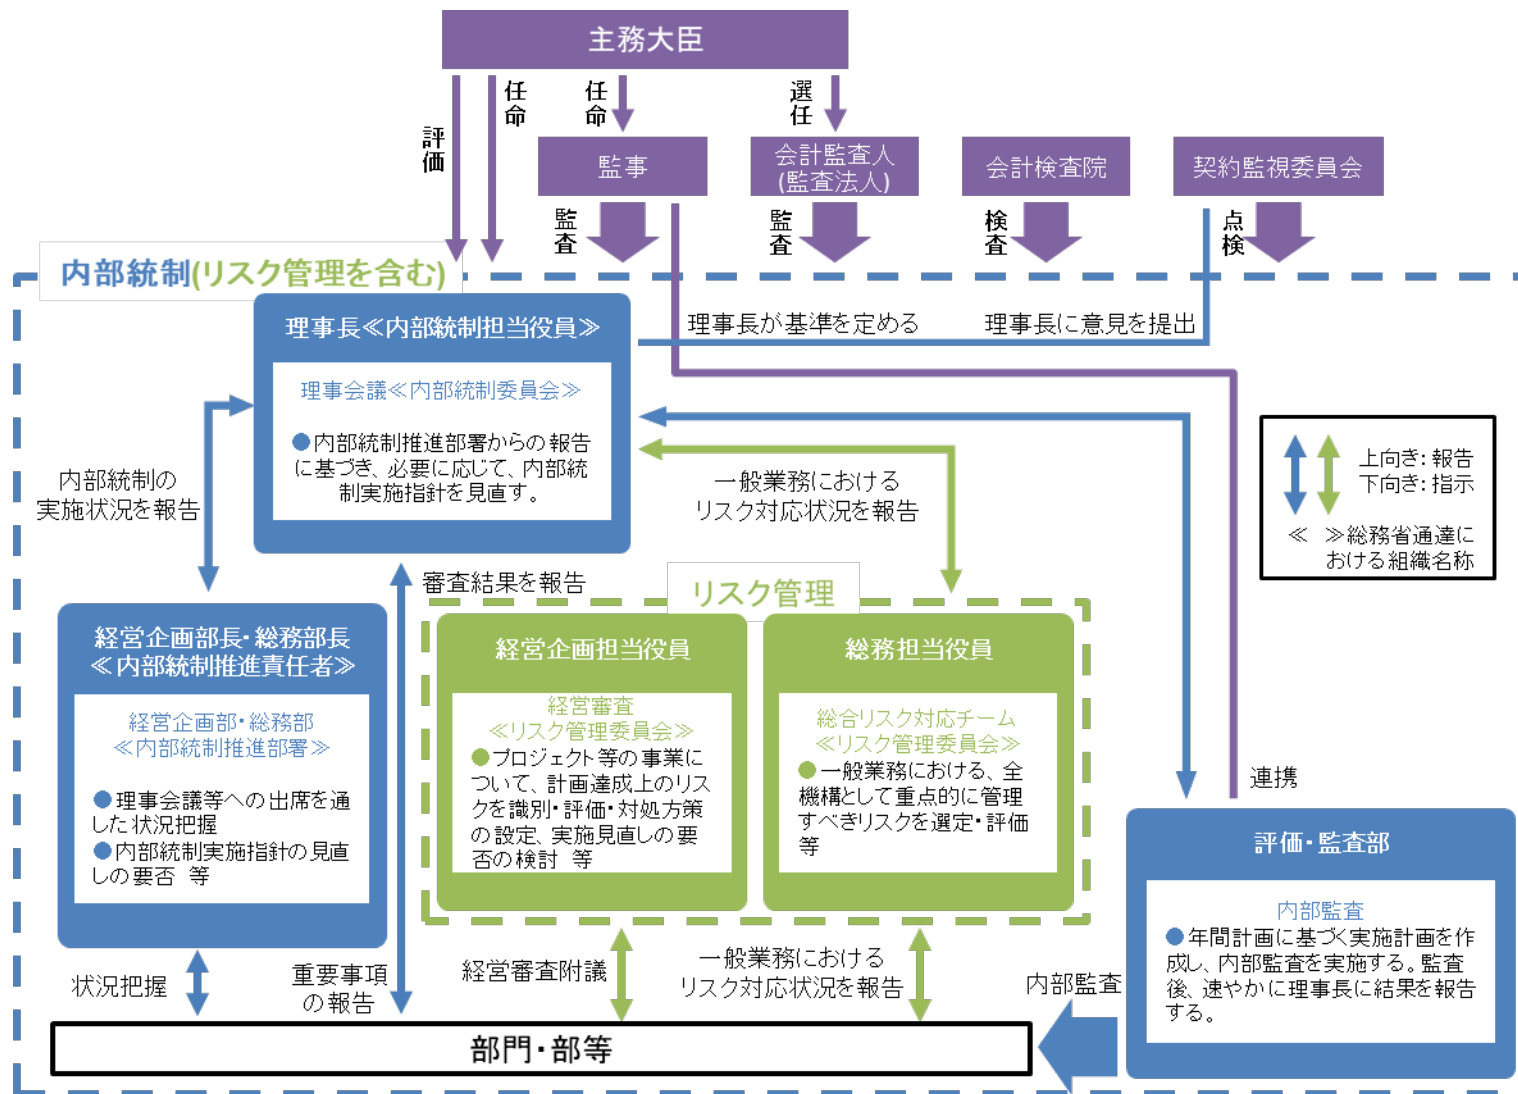 主務大臣
評価
任命
任命
選任
監事
会計監査人
(監査法人)
会計検査院
契約監視委員会
監査
監査
検査
点検
内部統制(リスク管理を含む)
理事長≪内部統制担当役員≫
理事会議≪内部統制委員会≫
●内部統制推進部署からの報告
に基づき、必要に応じて、内部統
制実施指針を見直す。
理事長が基準を定める
理事長に意見を提出
内部統制の
実施状況を報告
一般業務における
リスク対応状況を報告
上向き：報告
下向き：指示
≪ ≫総務省通達に
おける組織名称
審査結果を報告
リスク管理
経営企画部長・総務部長
≪内部統制推進責任者≫
経営企画部・総務部
≪内部統制推進部署≫
●理事会議等への出席を通
した状況把握
●内部統制実施指針の見直
しの要否 等
経営企画担当役員
経営審査
≪リスク管理委員会≫
●プロジェクト等の事業に
ついて、計画達成上のリス
クを識別・評価・対処方策
の設定、実施見直しの要
否の検討 等
総務担当役員
総合リスク対応チーム
≪リスク管理委員会≫
●一般業務における、全
機構として重点的に管理
すべきリスクを選定・評価
等
連携
評価・監査部
内部監査
●年間計画に基づく実施計画を作
成し、内部監査を実施する。監査
後、速やかに理事長に結果を報告
する。
状況把握
重要事項
の報告
経営審査附議
一般業務における
リスク対応状況を報告
内部監査
部門・部等